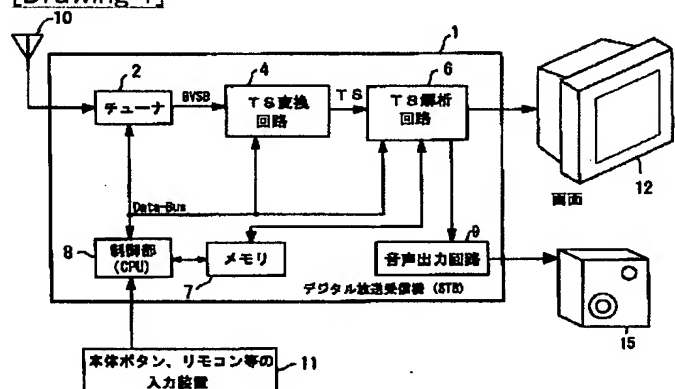 [Drawing 1]
10
1
2
4
6
チューナ
8VSB
TS変換
回路
TS
TS解析
回路
画面
12
Data-Bus
8
制御部
(CPU)
メモリ
7
9
音声出力回路
デジタル放送受信機 (STB)
15
本体ボタン、リモコン等の
入力装置
11